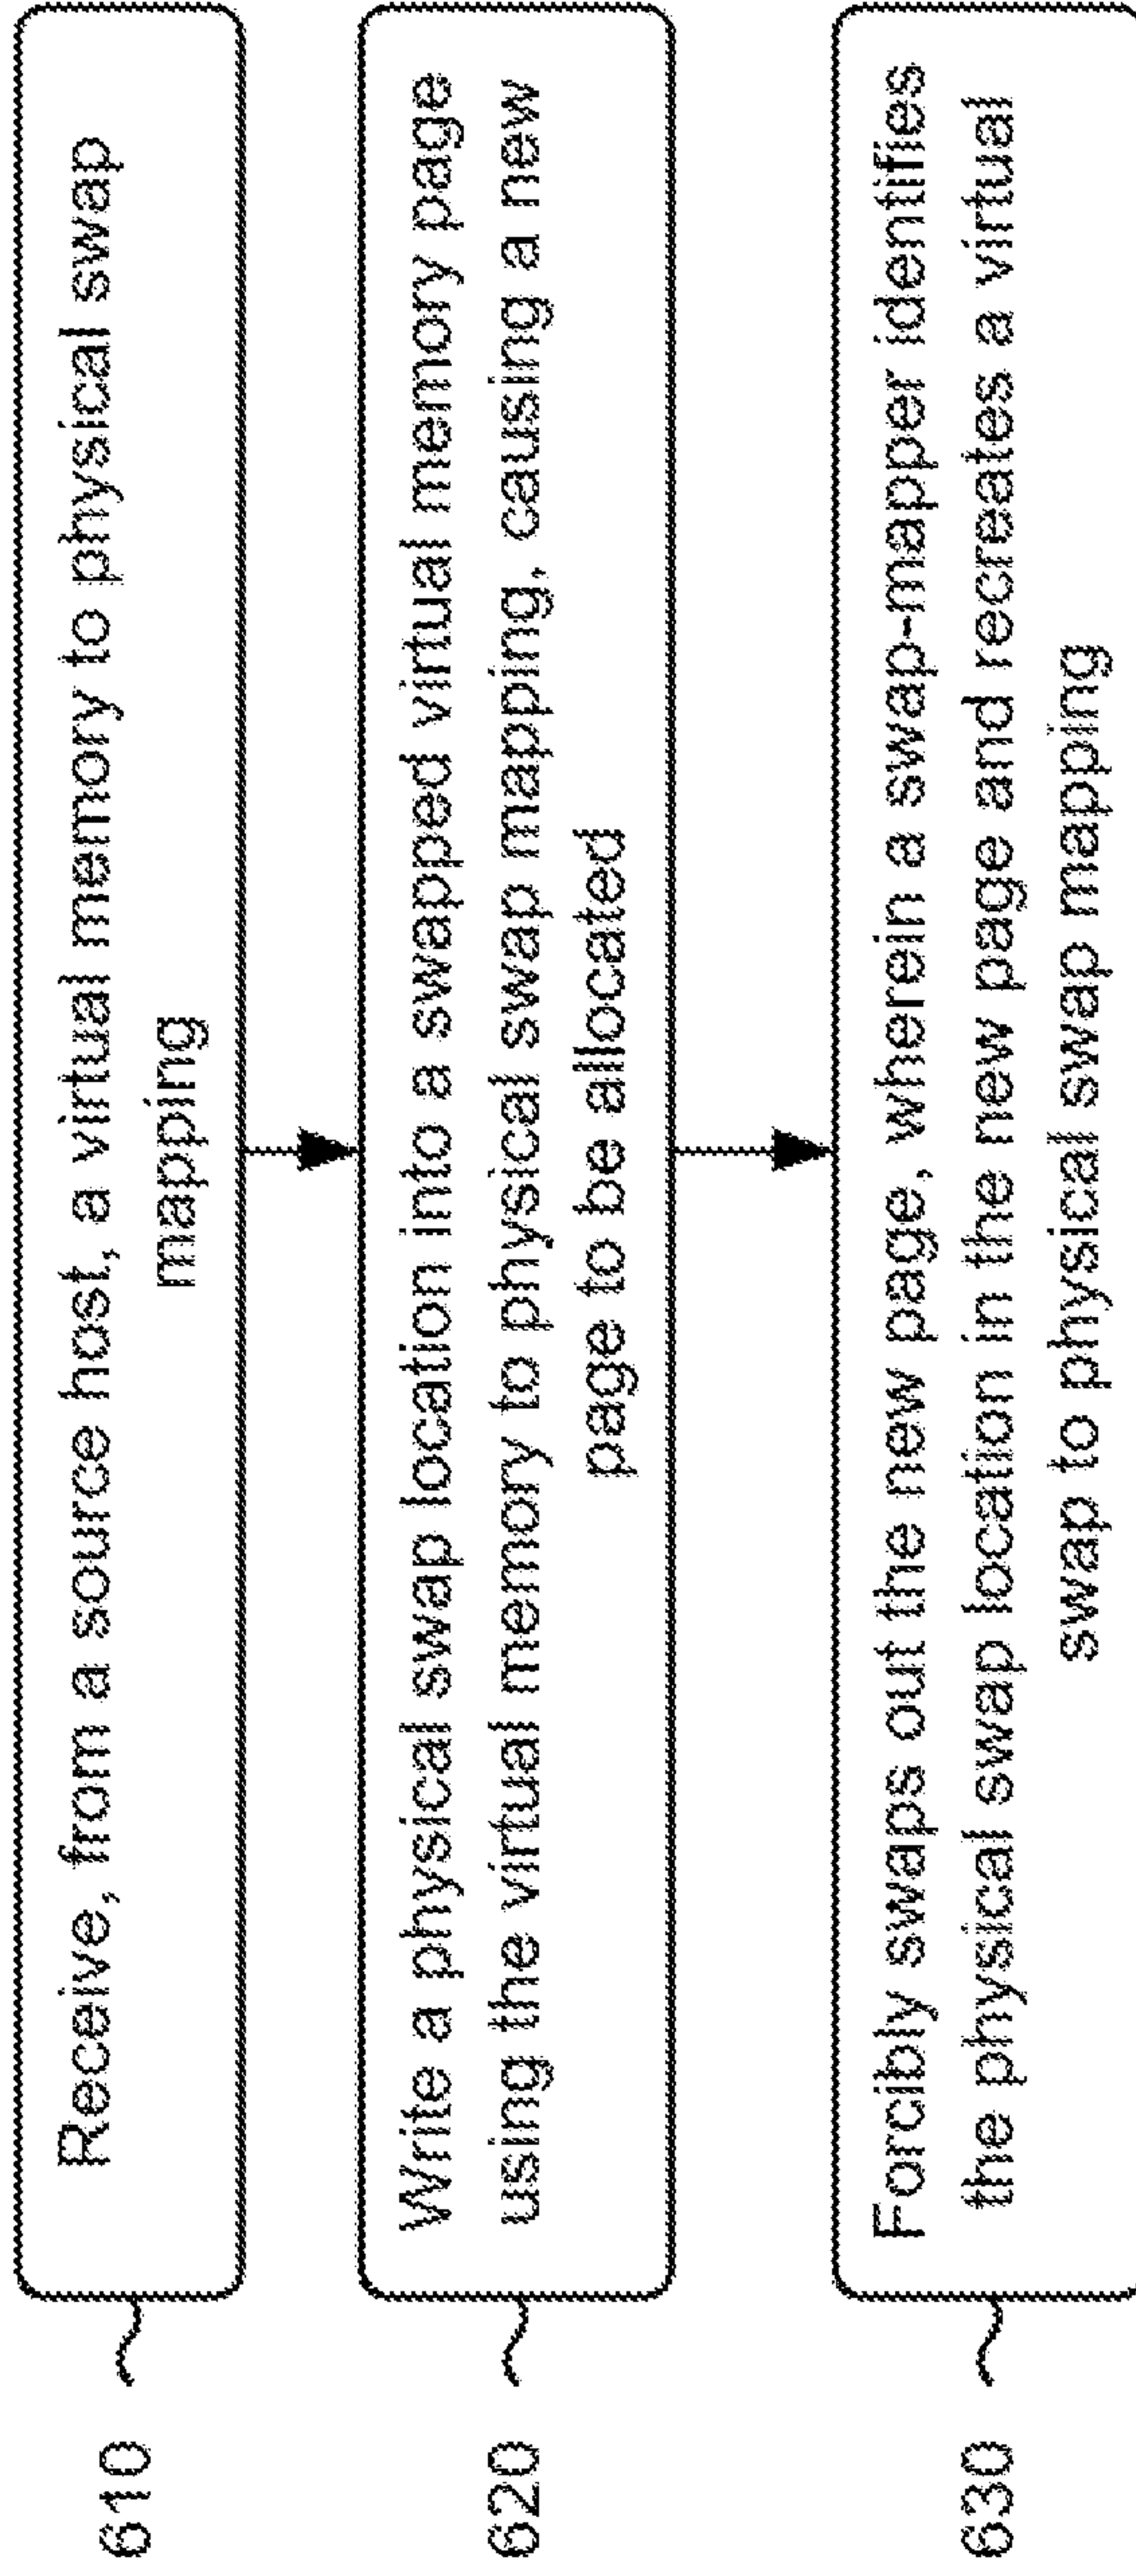 610
Receive, from a source host, a virtual memory to physical swap
mapping
620
Write a physical swap location into a swapped virtual memory page
using the virtual memory to physical swap mapping, causing a new
page to be allocated
630
Forcibly swaps out the new page, wherein a swap-mapper identifies
the physical swap location in the new page and recreates a virtual
swap to physical swap mapping